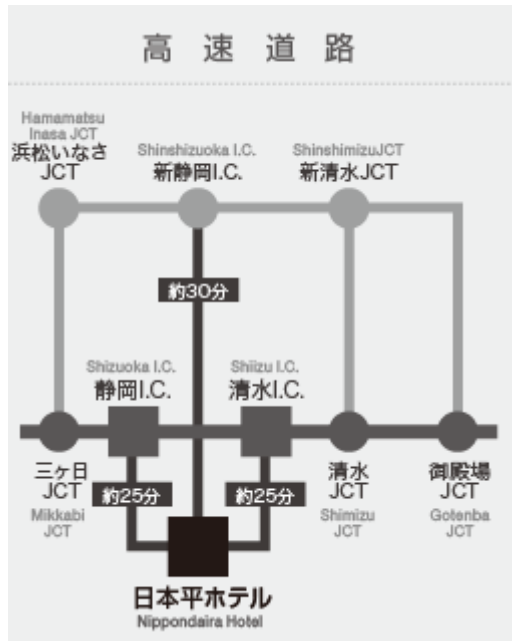 高速道路
Hamamatsu
Inasa JCT
浜松いなさ
JCT
Shinshizuoka I.C.
新静岡I.C.
ShinshimizuJCT
新清水JCT
約30分
Shizuoka I.C.
静岡I.C.
Shiizu I.C.
清水I.C.
三ヶ日
JCT
Mikkabi
JCT
約25分
約25分
清水
JCT
Shimizu
JCT
御殿場
JCT
Gotenba
JCT
日本平ホテル
Nippondaira Hotel